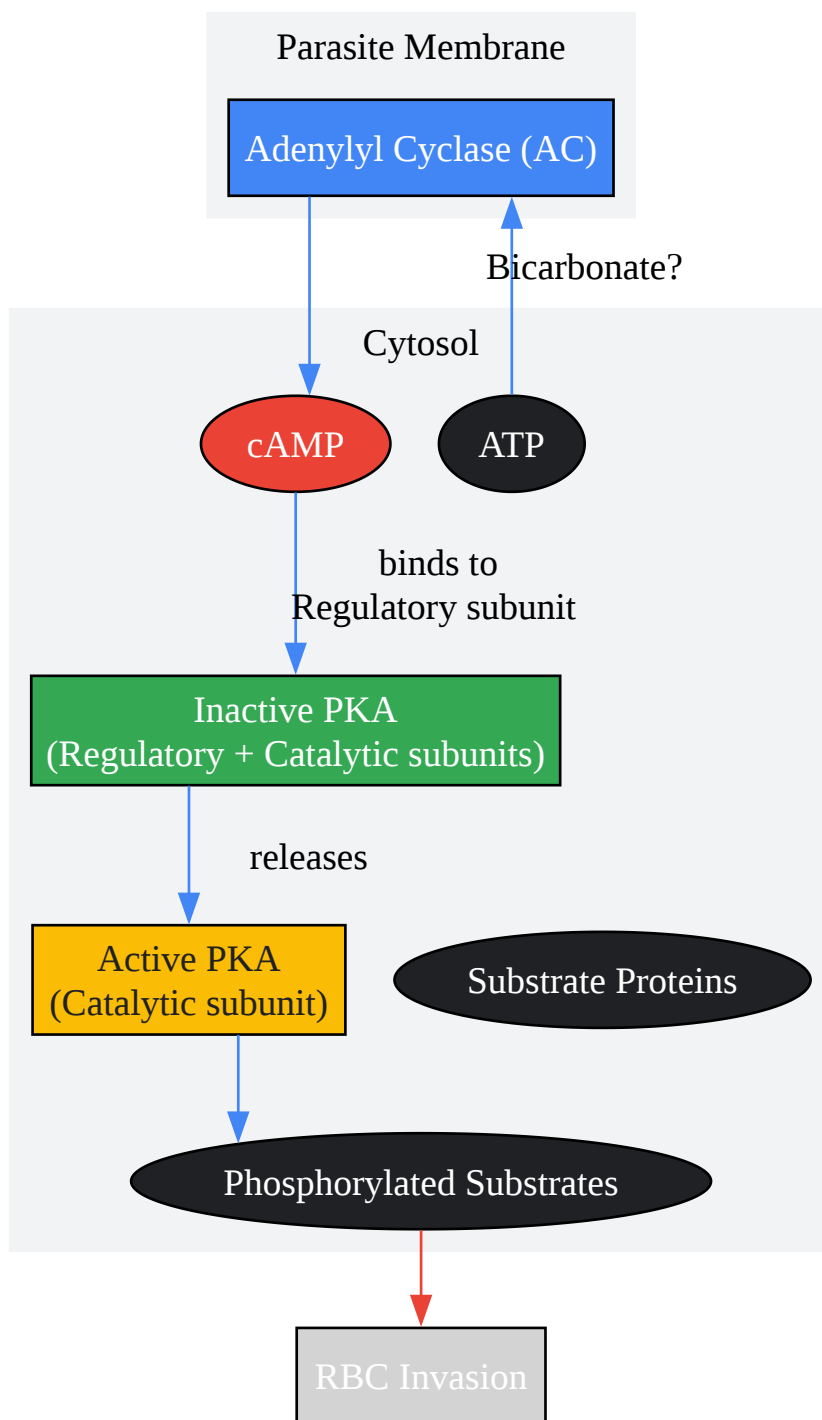 Parasite Membrane
Adenylyl Cyclase (AC)
Bicarbonate?
Cytosol
cAMP
ATP
binds to
Regulatory subunit
Inactive PKA
(Regulatory + Catalytic subunits)
releases
Active PKA
(Catalytic subunit)
Substrate Proteins
Phosphorylated Substrates
RBC Invasion